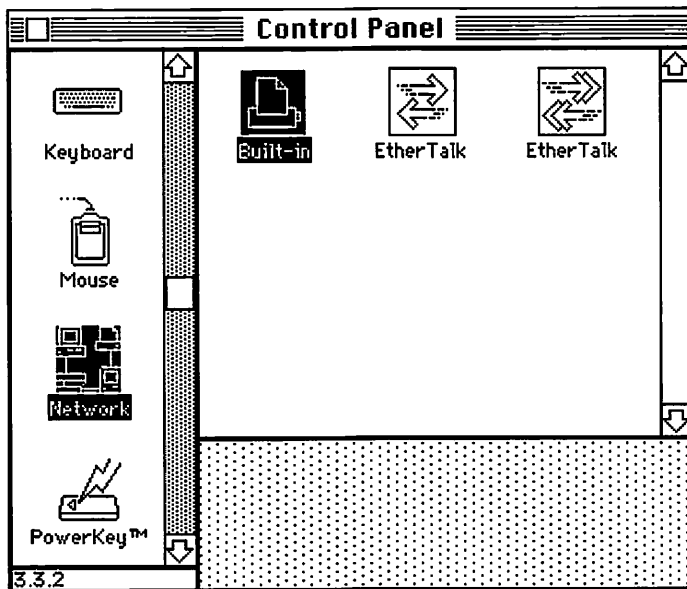 Control Panel
Keyboard
Mouse
Network
PowerKey™
3.3.2
Built-in
EtherTalk
EtherTalk